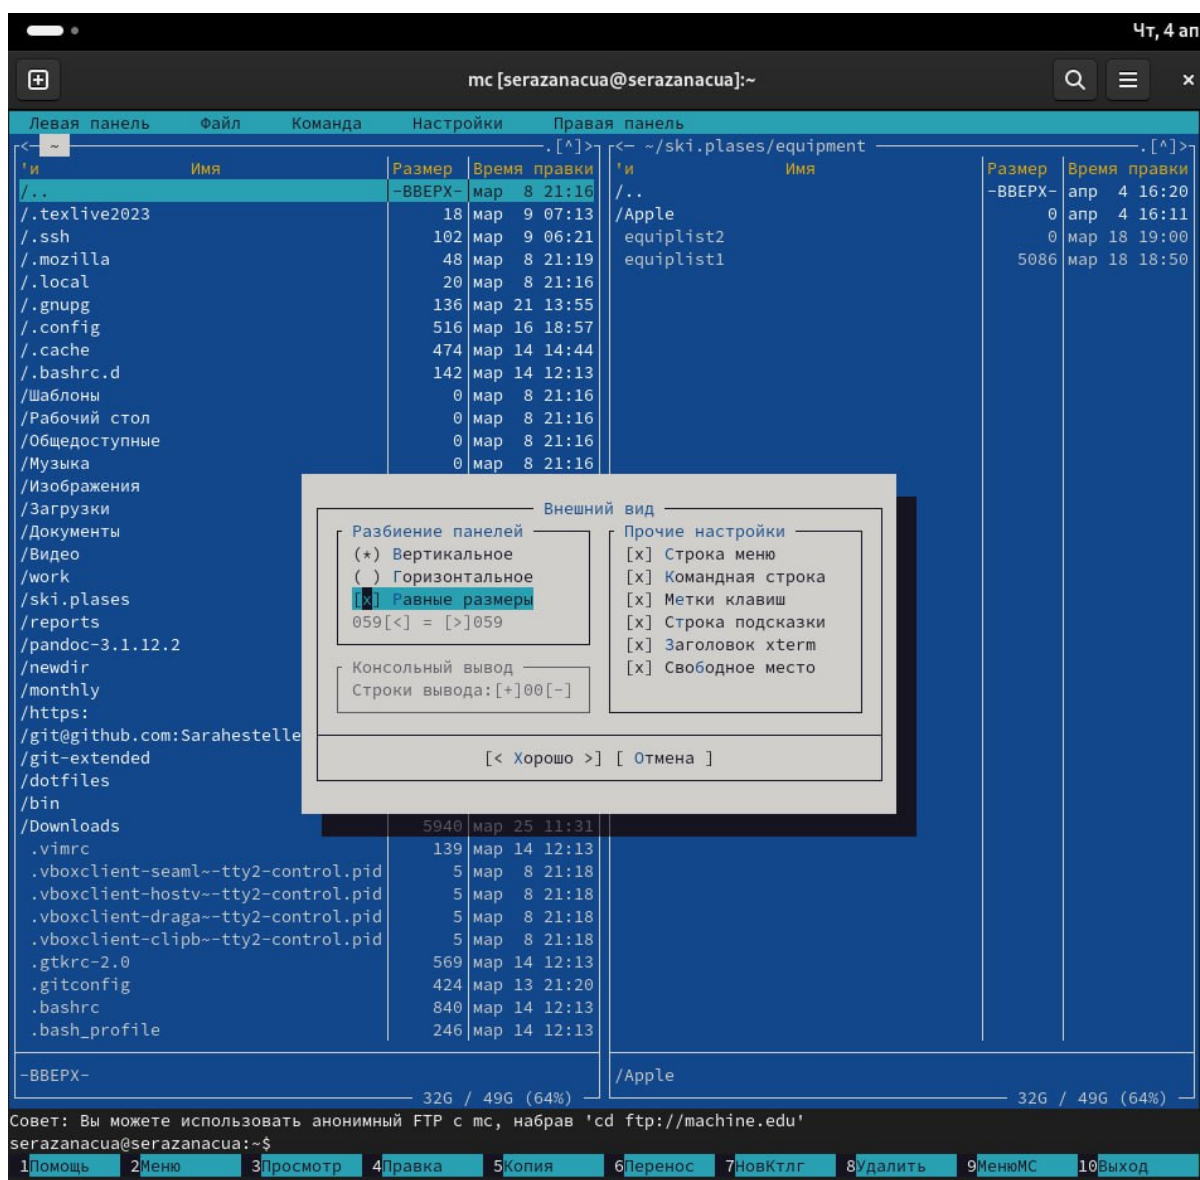 Чт, 4 ап
mc [serazanacua@serazanacua]:~
Левая панель Файл Команда Настройки Правая панель
<— ~ .[^]> <— ~/ski.plases/equipment .[^]>
'и Имя Размер Время правки 'и Имя Размер Время правки
/.. -ВВЕРХ- мар 8 21:16 /.. -ВВЕРХ- апр 4 16:20
/.texlive2023 18 мар 9 07:13 /Apple 0 апр 4 16:11
/.ssh 102 мар 9 06:21 equiplist2 0 мар 18 19:00
/.mozilla 48 мар 8 21:19 equiplist1 5086 мар 18 18:50
/.local 20 мар 8 21:16
/.gnupg 136 мар 21 13:55
/.config 516 мар 16 18:57
/.cache 474 мар 14 14:44
/.bashrc.d 142 мар 14 12:13
/Шаблоны 0 мар 8 21:16
/Рабочий стол 0 мар 8 21:16
/Общедоступные 0 мар 8 21:16
/Музыка 0 мар 8 21:16
/Изображения
/Загрузки Внешний вид
/Документы Разбиение панелей Прочие настройки
/Видео (*) Вертикальное [x] Строка меню
/work ( ) Горизонтальное [x] Командная строка
/ski.plases [x] Равные размеры [x] Метки клавиш
/reports 059[<] = [>]059 [x] Строка подсказки
/pandoc-3.1.12.2 [x] Заголовок xterm
/newdir Консольный вывод [x] Свободное место
/monthly Строки вывода:[+]00[-]
/https:
/git@github.com:Sarahestelle
/git-extended [< Хорошо >] [ Отмена ]
/dotfiles
/bin
/Downloads 5940 мар 25 11:31
.vimrc 139 мар 14 12:13
.vboxclient-seaml~-tty2-control.pid 5 мар 8 21:18
.vboxclient-hostv~-tty2-control.pid 5 мар 8 21:18
.vboxclient-draga~-tty2-control.pid 5 мар 8 21:18
.vboxclient-clipb~-tty2-control.pid 5 мар 8 21:18
.gtkrc-2.0 569 мар 14 12:13
.gitconfig 424 мар 13 21:20
.bashrc 840 мар 14 12:13
.bash_profile 246 мар 14 12:13
-ВВЕРХ- /Apple
32G / 49G (64%) 32G / 49G (64%)
Совет: Вы можете использовать анонимный FTP с mc, набрав 'cd ftp://machine.edu'
serazanacua@serazanacua:~$
1Помощь 2Меню 3Просмотр 4Правка 5Копия 6Перенос 7НовКтлг 8Удалить 9МенюМС 10Выход